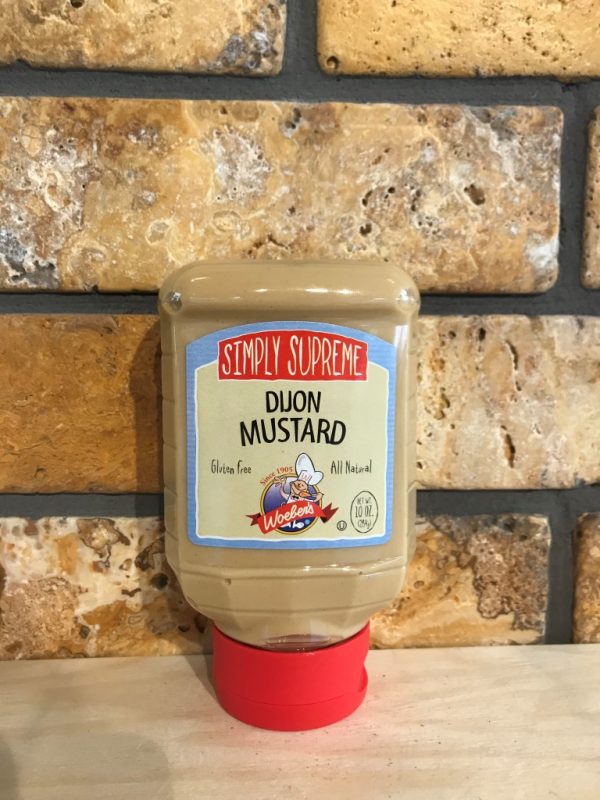 SIMPLY SUPREME
DIJON
MUSTARD
Gluten Free
All Natural
Since 1905
Woeber's
NET WT.
10 OZ.
(284g)
U